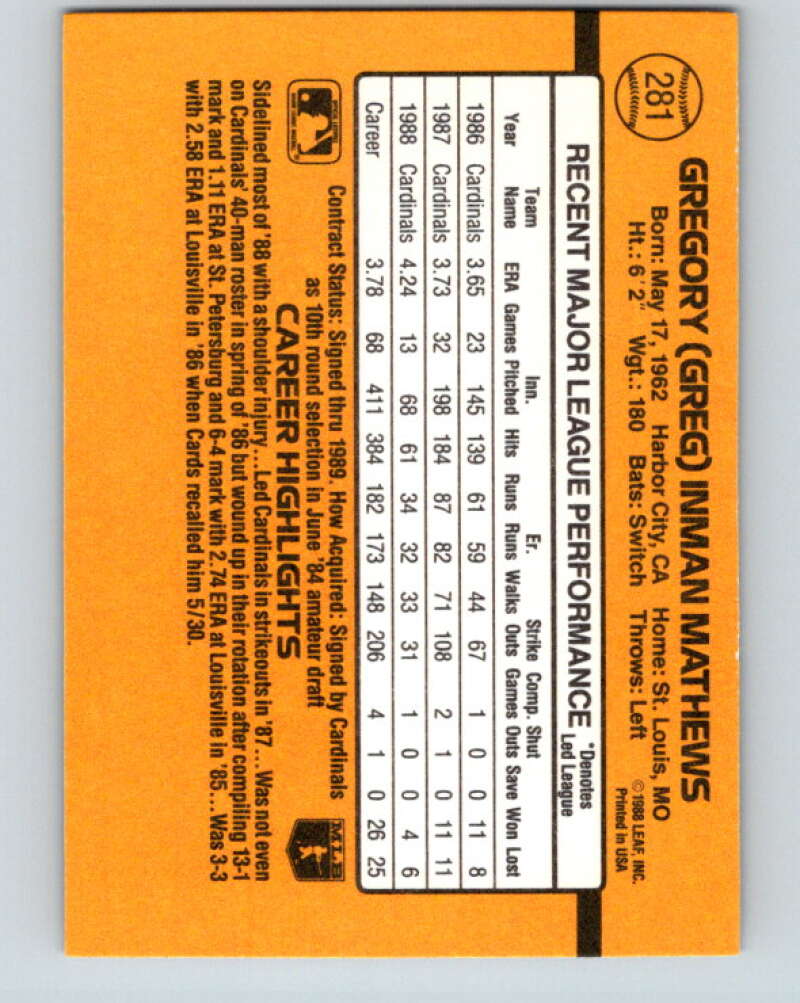 281
GREGORY (GREG) INMAN MATHEWS
Born: May 17, 1962 Harbor City, CA Home: St. Louis, MO
Ht.: 6'2" Wgt.: 180 Bats: Switch Throws: Left
©1988 LEAF, INC.
Printed in USA
RECENT MAJOR LEAGUE PERFORMANCE *Denotes Led League
Team Inn. Er. Strike Comp. Shut
Year Name ERA Games Pitched Hits Runs Runs Walks Outs Games Outs Save Won Lost
1986 Cardinals 3.65 23 145 139 61 59 44 67 1 0 0 11 8
1987 Cardinals 3.73 32 198 184 87 82 71 108 2 1 0 11 11
1988 Cardinals 4.24 13 68 61 34 32 33 31 1 0 0 4 6
Career 3.78 68 411 384 182 173 148 206 4 1 0 26 25
Contract Status: Signed thru 1989. How Acquired: Signed by Cardinals
as 10th round selection in June '84 amateur draft
MLB
CAREER HIGHLIGHTS
Sidelined most of '88 with a shoulder injury...Led Cardinals in strikeouts in '87...Was not even
on Cardinals' 40-man roster in spring of '86 but wound up in their rotation after compiling 13-1
mark and 1.11 ERA at St. Petersburg and 6-4 mark with 2.74 ERA at Louisville in '85...Was 3-3
with 2.58 ERA at Louisville in '86 when Cards recalled him 5/30.